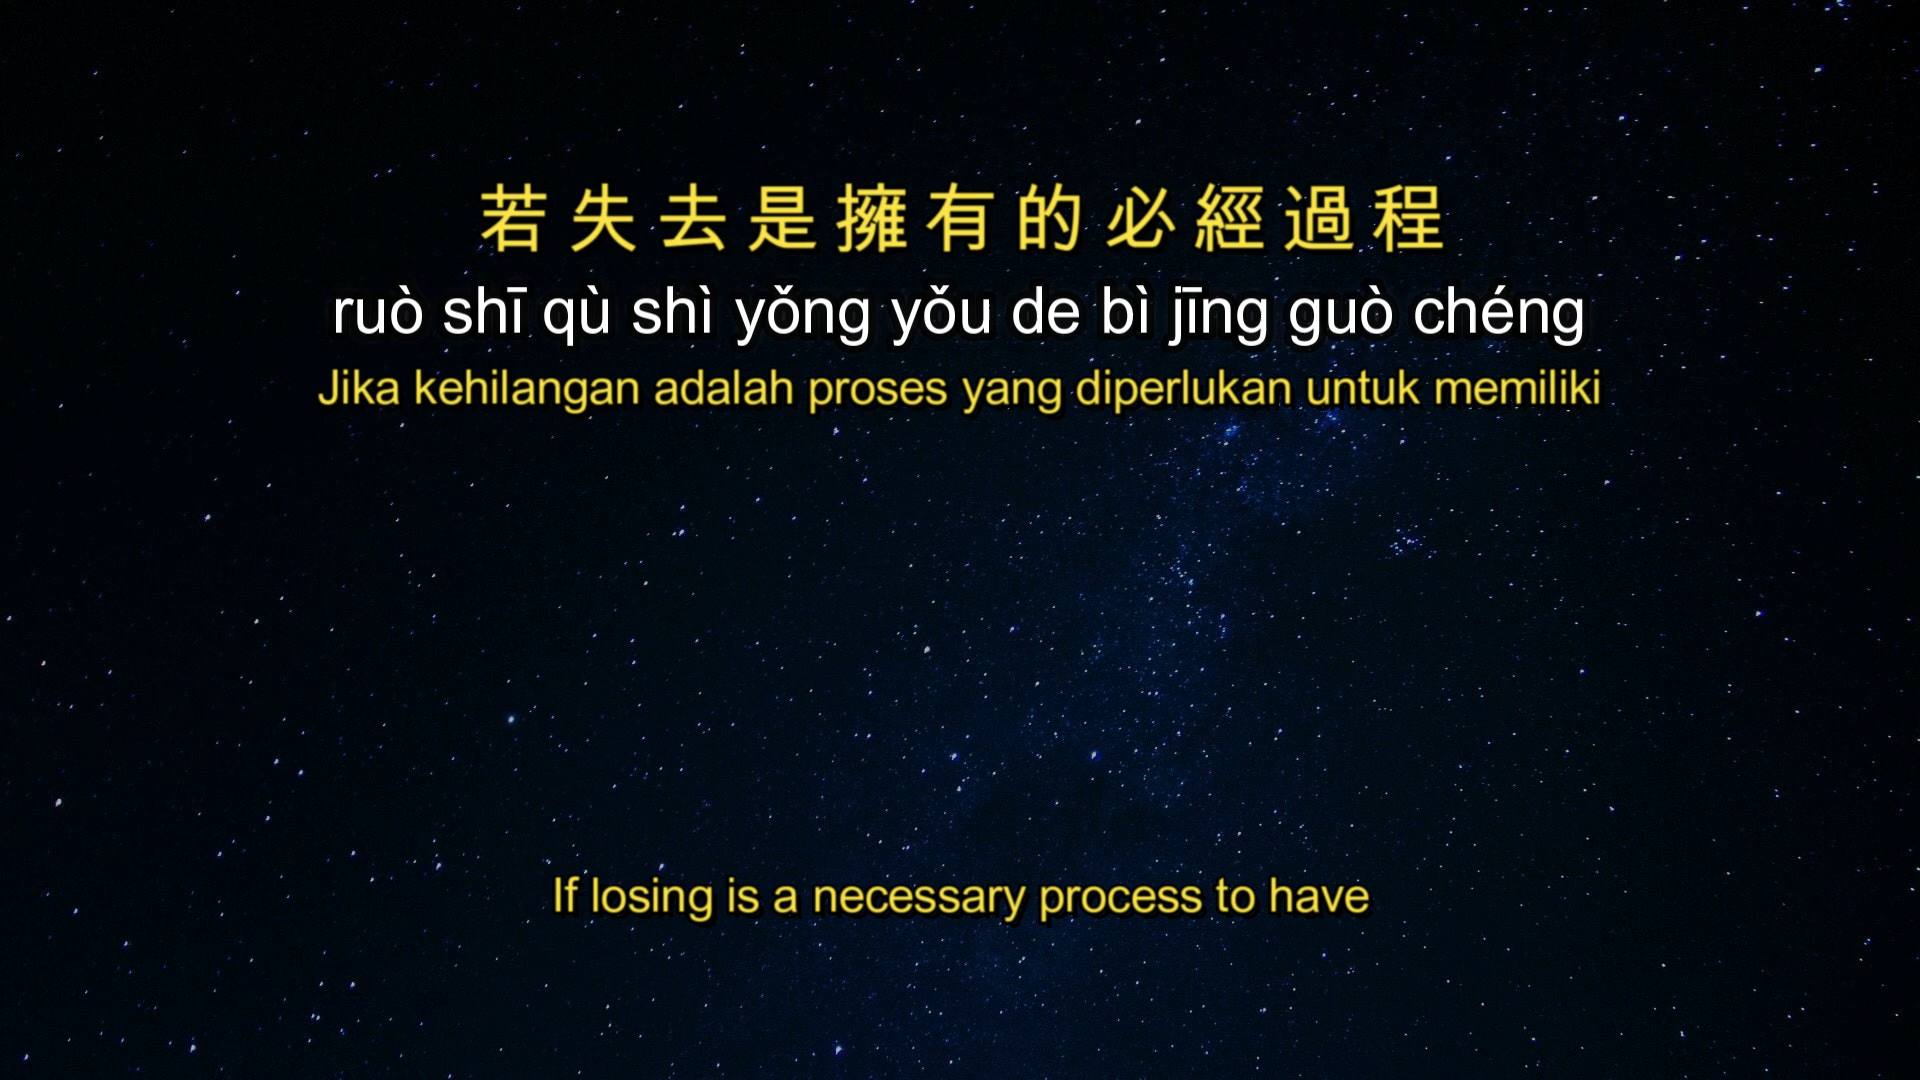 若失去是擁有的必經過程
ruò shī qù shì yǒng yǒu de bì jīng guò chéng
Jika kehilangan adalah proses yang diperlukan untuk memiliki
If losing is a necessary process to have